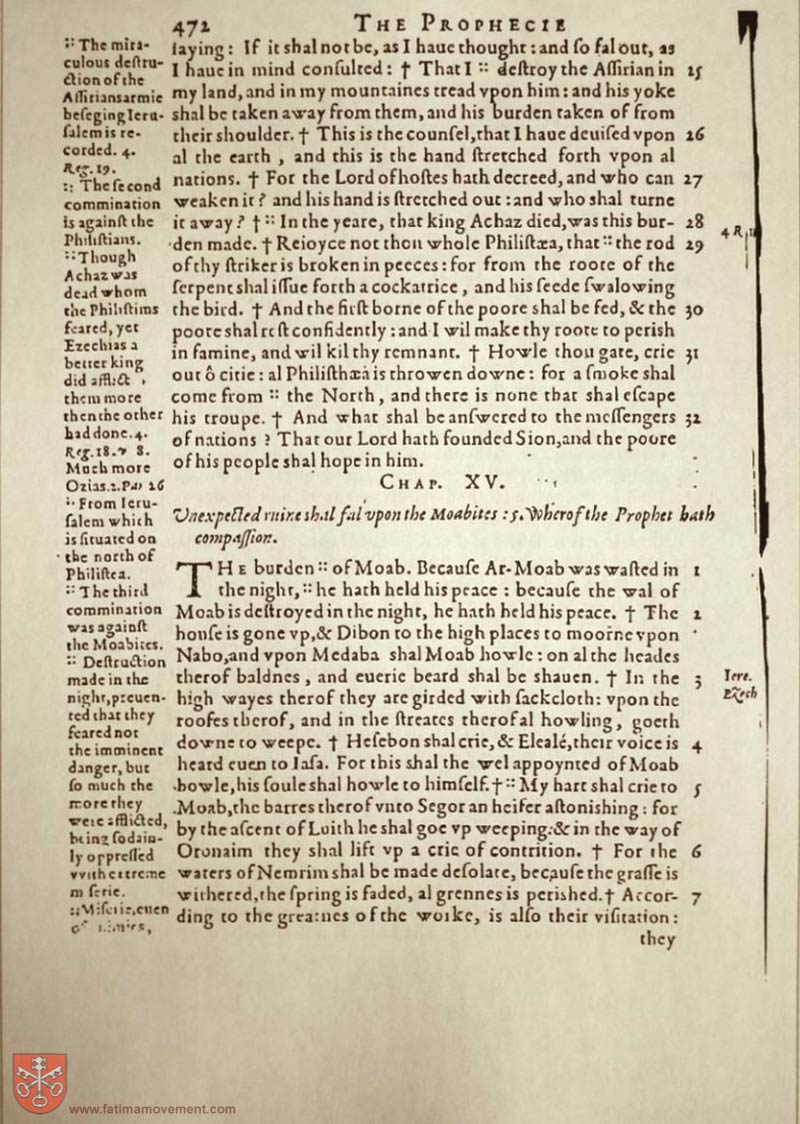 472 THE PROPHECIE
saying: If it shal not be, as I haue thought: and so fal out, as
I haue in mind consulted: † That I :: destroy the Assirian in 25
my land, and in my mountaines tread vpon him: and his yoke
shal be taken away from them, and his burden taken of from
their shoulder. † This is the counsel, that I haue deuised vpon 26
al the earth, and this is the hand stretched forth vpon al
nations. † For the Lord of hostes hath decreed, and who can 27
weaken it? and his hand is stretched out: and who shal turne
it away? † :: In the yeare, that king Achaz died, was this bur- 28
den made. † Reioyce not thou whole Philistæa, that :: the rod 29
of thy striker is broken in peeces: for from the roote of the
serpent shal issue forth a cockatrice, and his seede swalowing
the bird. † And the first borne of the poore shal be fed, & the 30
poore shal rest confidently: and I wil make thy roote to perish
in famine, and wil kil thy remnant. † Howle thou gate, crie 31
out ô citie: al Philisthæa is throwen downe: for a smoke shal
come from :: the North, and there is none that shal escape
his troupe. † And what shal be answered to the messengers 32
of nations? That our Lord hath founded Sion, and the poore
of his people shal hope in him.
CHAP. XV.
Vnexpected ruine shal fal vpon the Moabites: 5. Wherof the Prophet hath
compassion.
THE burden :: of Moab. Because Ar-Moab was wasted in 1
the night, :: he hath held his peace: because the wal of
Moab is destroyed in the night, he hath held his peace. † The 2
house is gone vp, & Dibon to the high places to moorne vpon
Nabo, and vpon Medaba shal Moab howle: on al the heades
therof baldnes, and euerie beard shal be shauen. † In the 3
high wayes therof they are girded with sackcloth: vpon the
roofes therof, and in the streates therof al howling, goeth
downe to weepe. † Hesebon shal crie, & Elealé, their voice is 4
heard euen to Iasa. For this shal the wel appoynted of Moab
howle, his soule shal howle to himself. † :: My hart shal crie to 5
Moab, the barres therof vnto Segor an heifer astonishing: for
by the ascent of Luith he shal goe vp weeping: & in the way of
Oronaim they shal lift vp a crie of contrition. † For the 6
waters of Nemrim shal be made desolate, because the grasse is
withered, the spring is faded, al grennes is perished. † Accor- 7
ding to the greatnes of the worke, is also their visitation:
they
:: The mira-
culous destru-
ction of the
Assirians armie
beseging Ieru-
salem is re-
corded. 4.
Reg. 19.
:: The second
commination
is against the
Philistians.
:: Though
Achaz was
dead whom
the Philistims
feared, yet
Ezechias a
better king
did afflict
them more
then the other
had done. 4.
Reg. 18. v 8.
Much more
Ozias. 2. Par 26
:: From Ieru-
salem which
is situated on
the north of
Philistea.
:: The third
commination
was against
the Moabites.
:: Destruction
made in the
night, preuen-
ted that they
feared not
the imminent
danger, but
so much the
more they
were afflicted,
being sodain-
ly oppressed
with extreme
miserie.
:: Miserie, euen
of
4 R
Iere.
Ezech
www.fatimamovement.com